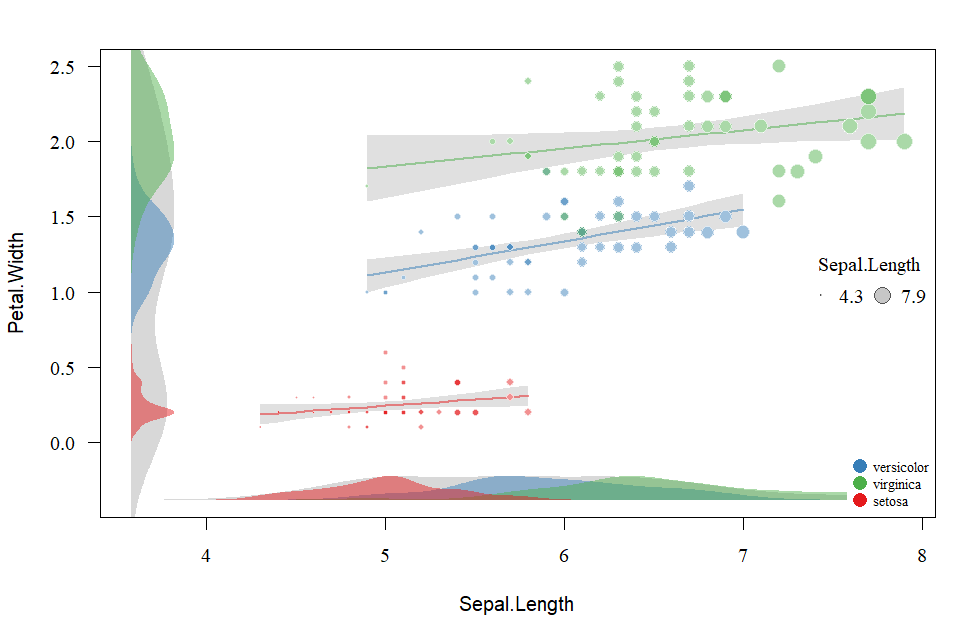 2.5
2.0
1.5
1.0
0.5
0.0
Petal.Width
Sepal.Length
4.3 7.9
versicolor
virginica
setosa
4 5 6 7 8
Sepal.Length